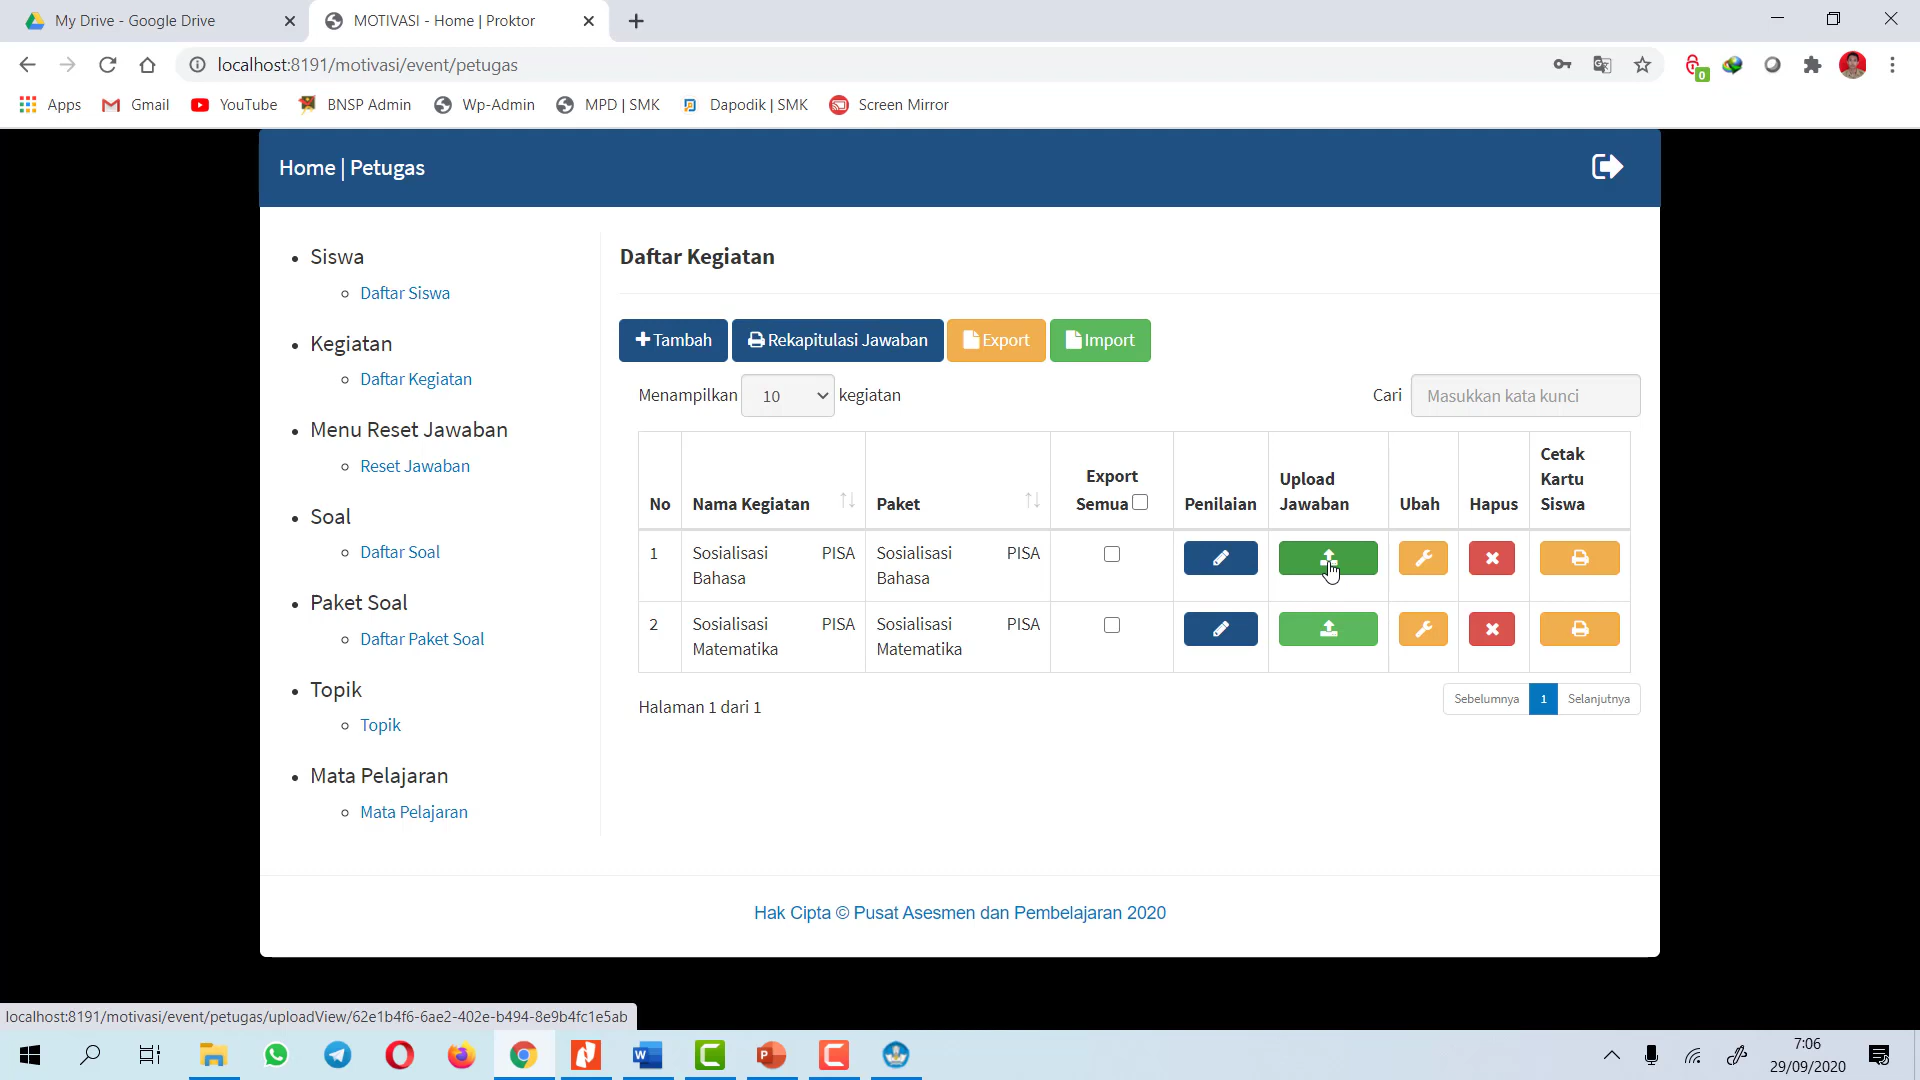 My Drive - Google Drive
MOTIVASI - Home | Proktor
localhost:8191/motivasi/event/petugas
0
Apps
Gmail
YouTube
BNSP Admin
Wp-Admin
MPD | SMK
Dapodik | SMK
Screen Mirror
Home | Petugas
Siswa
Daftar Siswa
Kegiatan
Daftar Kegiatan
Menu Reset Jawaban
Reset Jawaban
Soal
Daftar Soal
Paket Soal
Daftar Paket Soal
Topik
Topik
Mata Pelajaran
Mata Pelajaran
Daftar Kegiatan
Tambah
Rekapitulasi Jawaban
Export
Import
Menampilkan 10 kegiatan
Cari Masukkan kata kunci
No
Nama Kegiatan
Paket
Export
Semua
Penilaian
Upload
Jawaban
Ubah
Hapus
Cetak
Kartu
Siswa
1
Sosialisasi PISA
Bahasa
Sosialisasi PISA
Bahasa
2
Sosialisasi PISA
Matematika
Sosialisasi PISA
Matematika
Halaman 1 dari 1
Sebelumnya
1
Selanjutnya
Hak Cipta © Pusat Asesmen dan Pembelajaran 2020
localhost:8191/motivasi/event/petugas/uploadView/62e1b4f6-6ae2-402e-b494-8e9b4fc1e5ab
7:06
29/09/2020